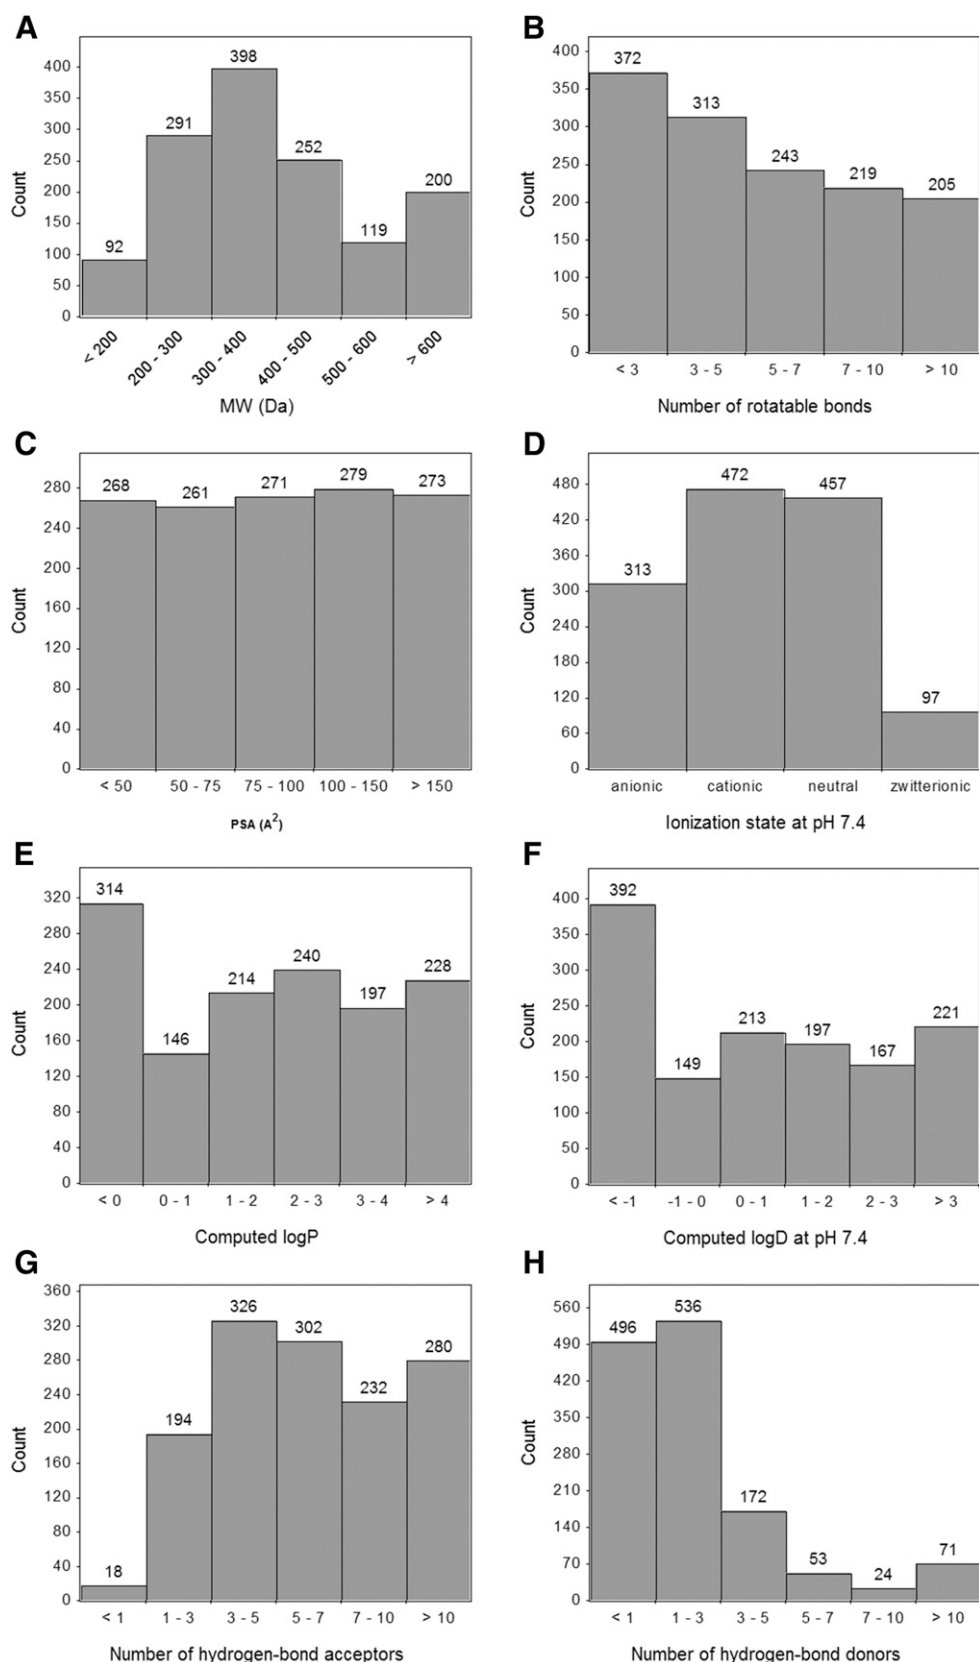 A
Count
400
350
300
250
200
150
100
50
0
92
291
398
252
119
200
< 200
200 - 300
300 - 400
400 - 500
500 - 600
> 600
MW (Da)
B
Count
400
350
300
250
200
150
100
50
0
372
313
243
219
205
< 3
3 - 5
5 - 7
7 - 10
> 10
Number of rotatable bonds
C
Count
280
240
200
160
120
80
40
0
268
261
271
279
273
< 50
50 - 75
75 - 100
100 - 150
> 150
PSA (A²)
D
Count
480
420
360
300
240
180
120
60
0
313
472
457
97
anionic
cationic
neutral
zwitterionic
Ionization state at pH 7.4
E
Count
320
280
240
200
160
120
80
40
0
314
146
214
240
197
228
< 0
0 - 1
1 - 2
2 - 3
3 - 4
> 4
Computed logP
F
Count
400
350
300
250
200
150
100
50
0
392
149
213
197
167
221
< -1
-1 - 0
0 - 1
1 - 2
2 - 3
> 3
Computed logD at pH 7.4
G
Count
360
320
280
240
200
160
120
80
40
0
18
194
326
302
232
280
< 1
1 - 3
3 - 5
5 - 7
7 - 10
> 10
Number of hydrogen-bond acceptors
H
Count
560
490
420
350
280
210
140
70
0
496
536
172
53
24
71
< 1
1 - 3
3 - 5
5 - 7
7 - 10
> 10
Number of hydrogen-bond donors